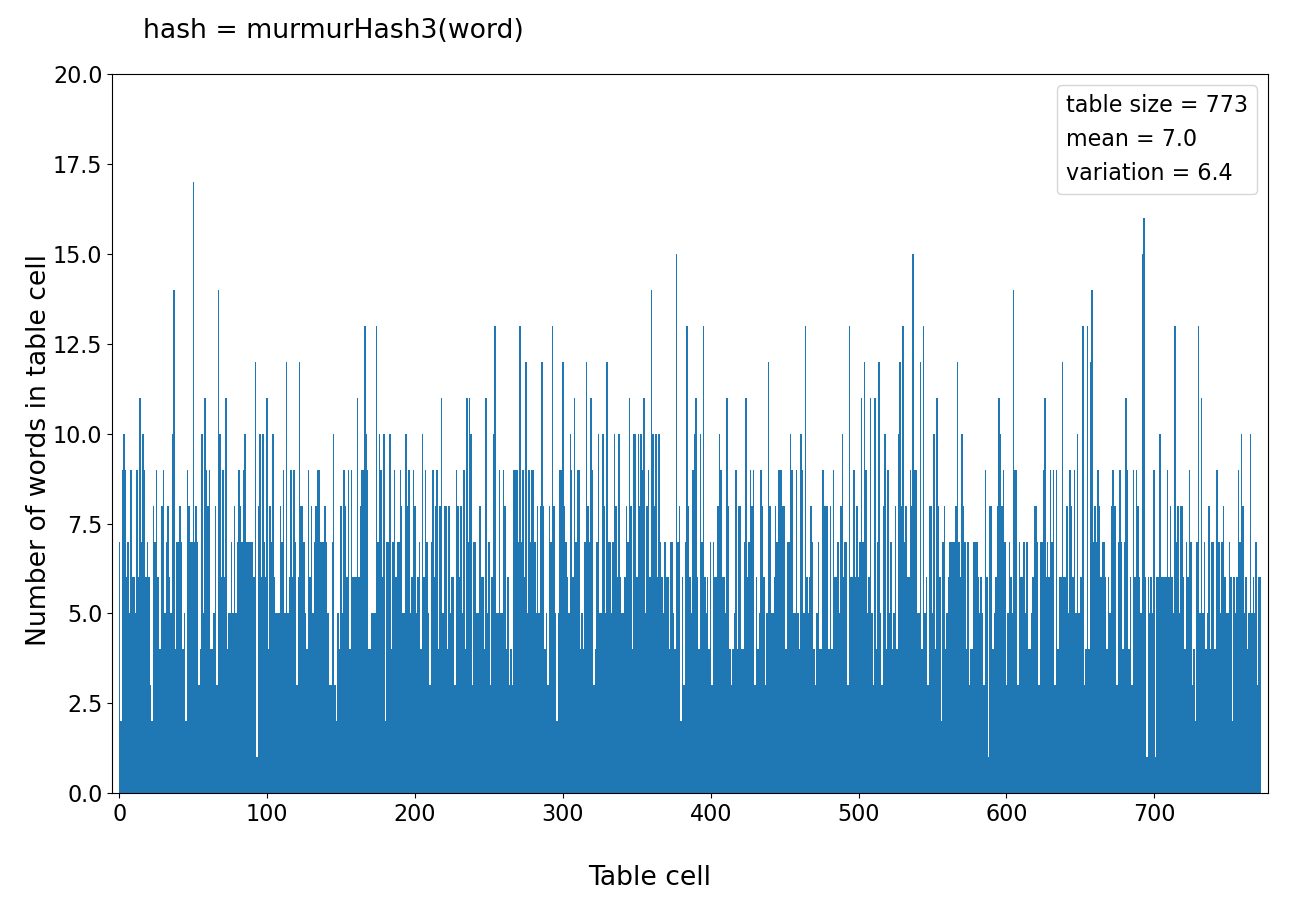 hash = murmurHash3(word)
table size = 773
mean = 7.0
variation = 6.4
Number of words in table cell
20.0
17.5
15.0
12.5
10.0
7.5
5.0
2.5
0.0
0 100 200 300 400 500 600 700
Table cell